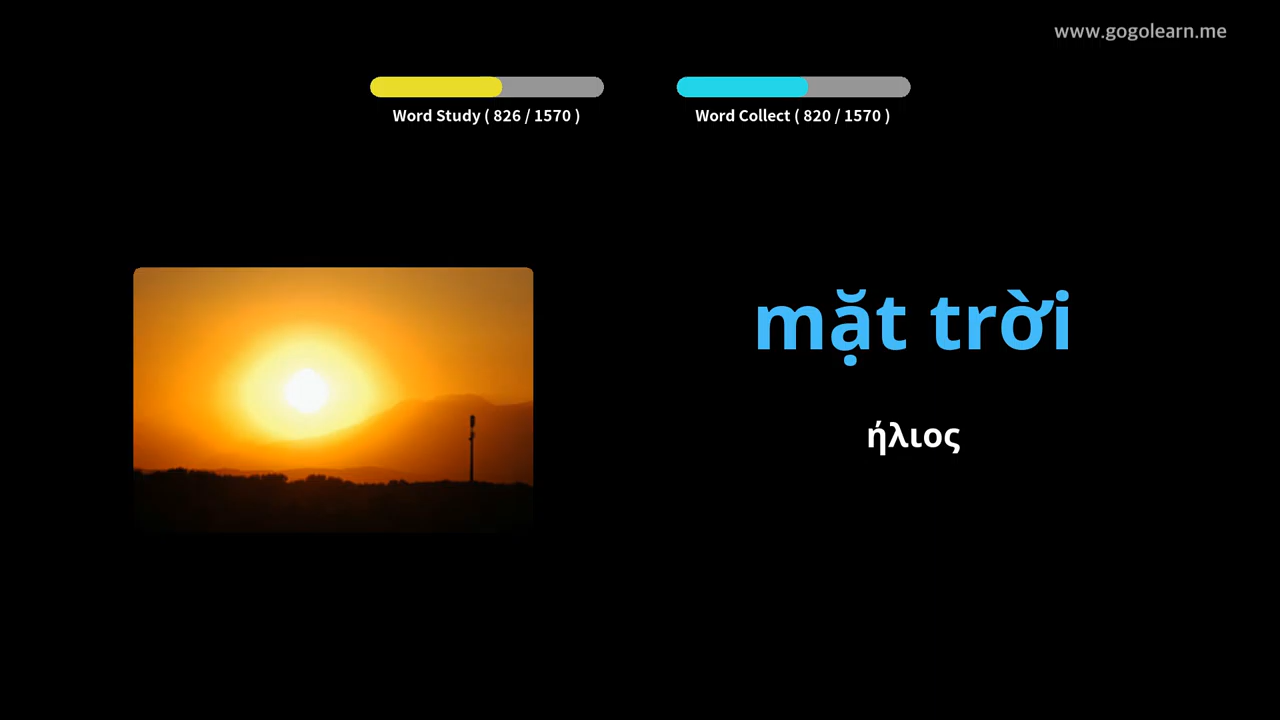 www.gogolearn.me
Word Study ( 826 / 1570 )
Word Collect ( 820 / 1570 )
mặt trời
ήλιος